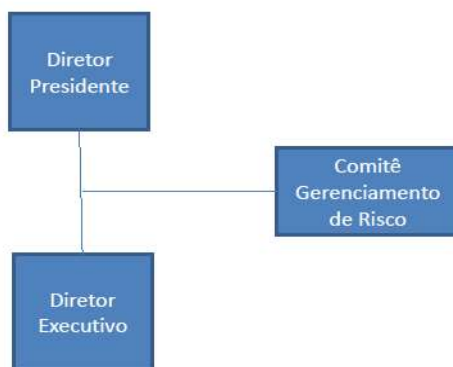 Diretor
Presidente
Comitê
Gerenciamento
de Risco
Diretor
Executivo